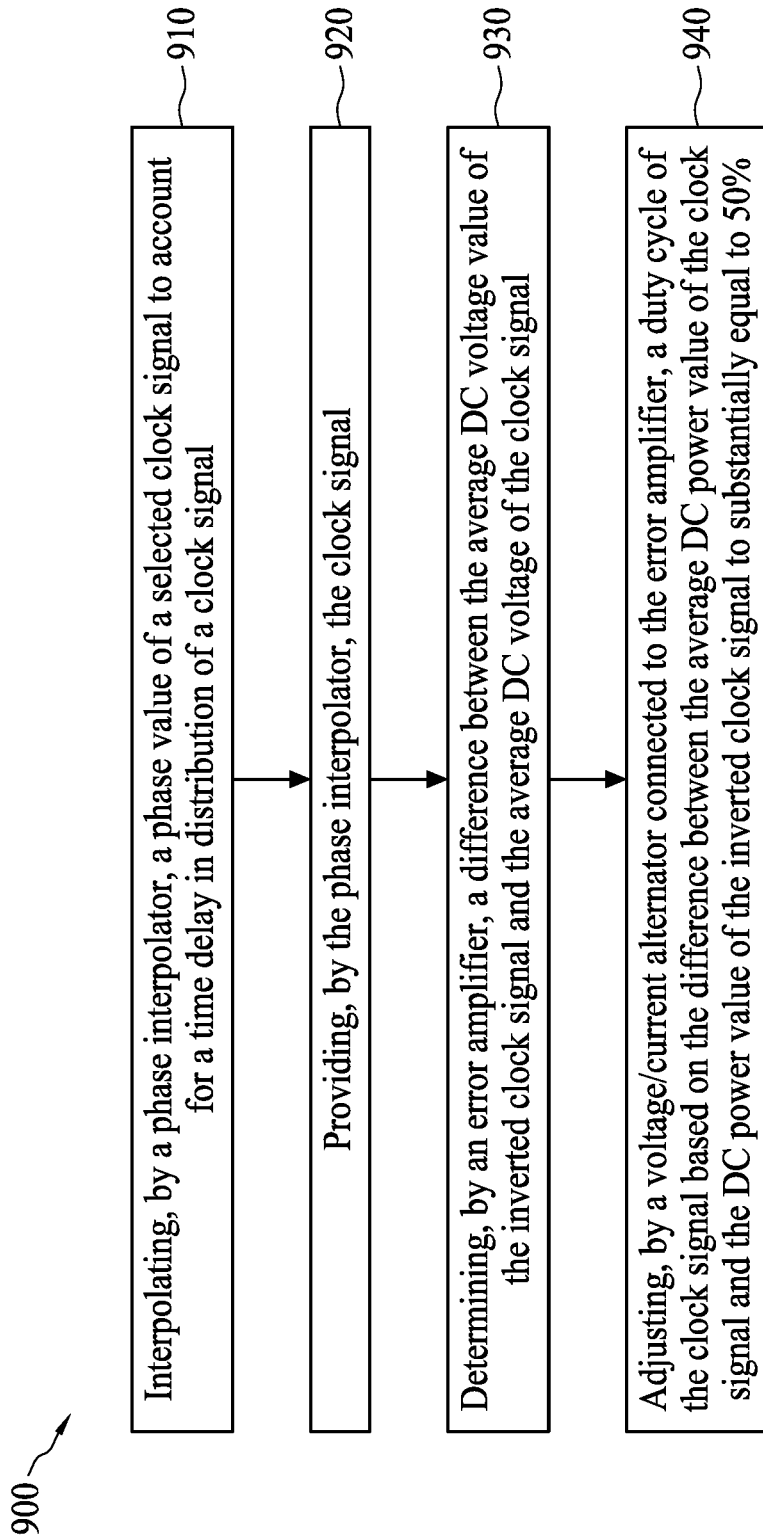 900
Interpolating, by a phase interpolator, a phase value of a selected clock signal to account
for a time delay in distribution of a clock signal
910
Providing, by the phase interpolator, the clock signal
920
Determining, by an error amplifier, a difference between the average DC voltage value of
the inverted clock signal and the average DC voltage of the clock signal
930
Adjusting, by a voltage/current alternator connected to the error amplifier, a duty cycle of
the clock signal based on the difference between the average DC power value of the clock
signal and the DC power value of the inverted clock signal to substantially equal to 50%
940